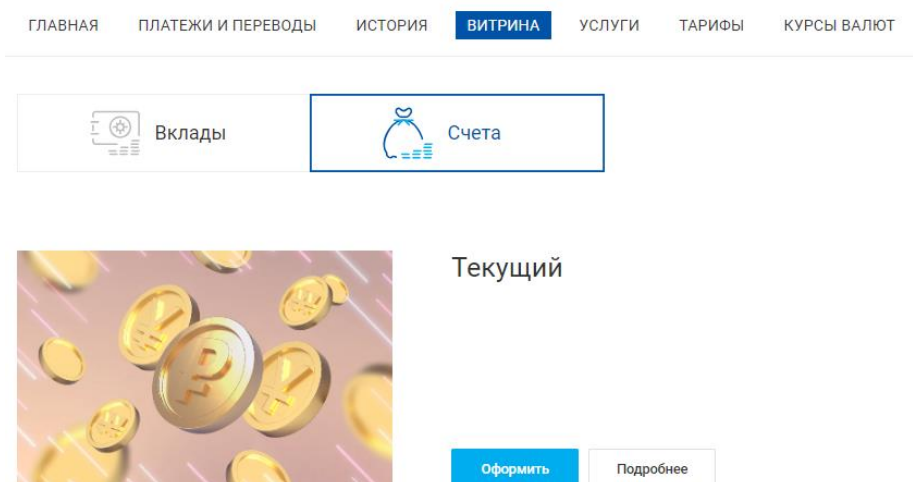 ГЛАВНАЯ ПЛАТЕЖИ И ПЕРЕВОДЫ ИСТОРИЯ ВИТРИНА УСЛУГИ ТАРИФЫ КУРСЫ ВАЛЮТ
Вклады Счета
Текущий
Оформить Подробнее